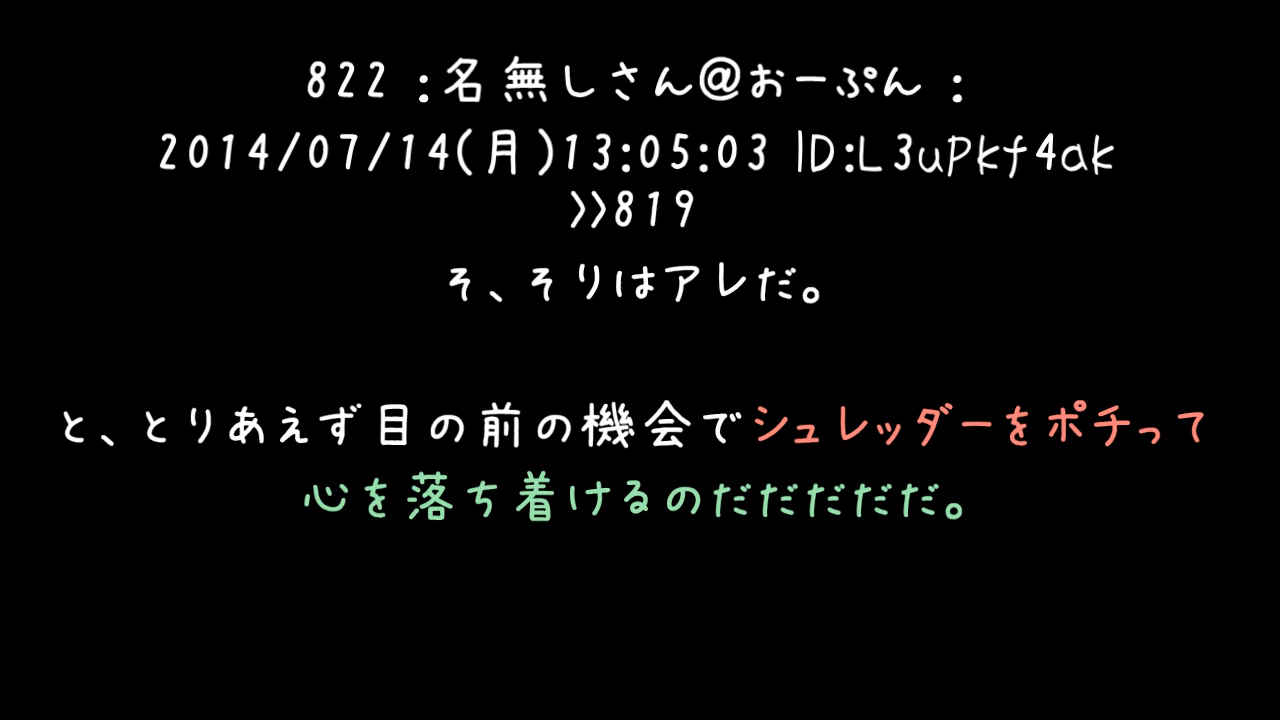 822 :名無しさん@おーぷん :
2014/07/14(月)13:05:03 ID:L3uPkf4ak
>>819
そ、そりはアレだ。
と、とりあえず目の前の機会でシュレッダーをポチって
心を落ち着けるのだだだだだ。